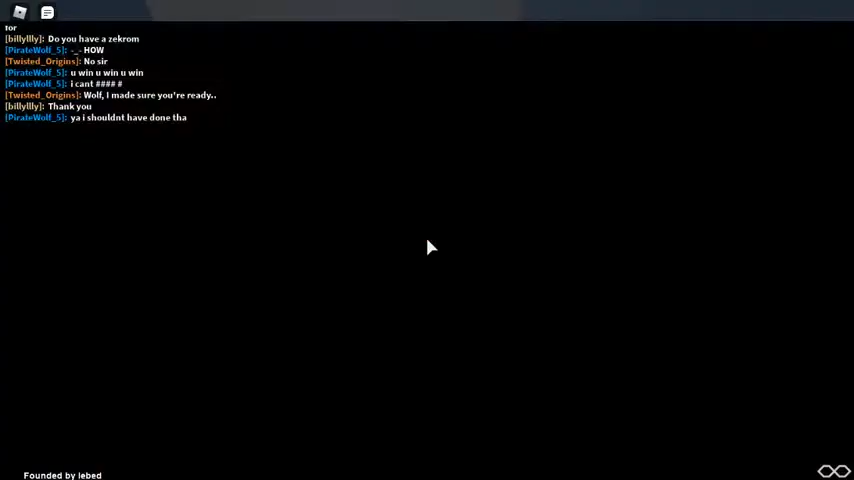 for
[billyllly]: Do you have a zekrom
[PirateWolf_5]: -_- HOW
[Twisted_Origins]: No sir
[PirateWolf_5]: u win u win u win
[PirateWolf_5]: i cant #### #
[Twisted_Origins]: Wolf, I made sure you're ready..
[billyllly]: Thank you
[PirateWolf_5]: ya i shouldnt have done tha
Founded by lebed